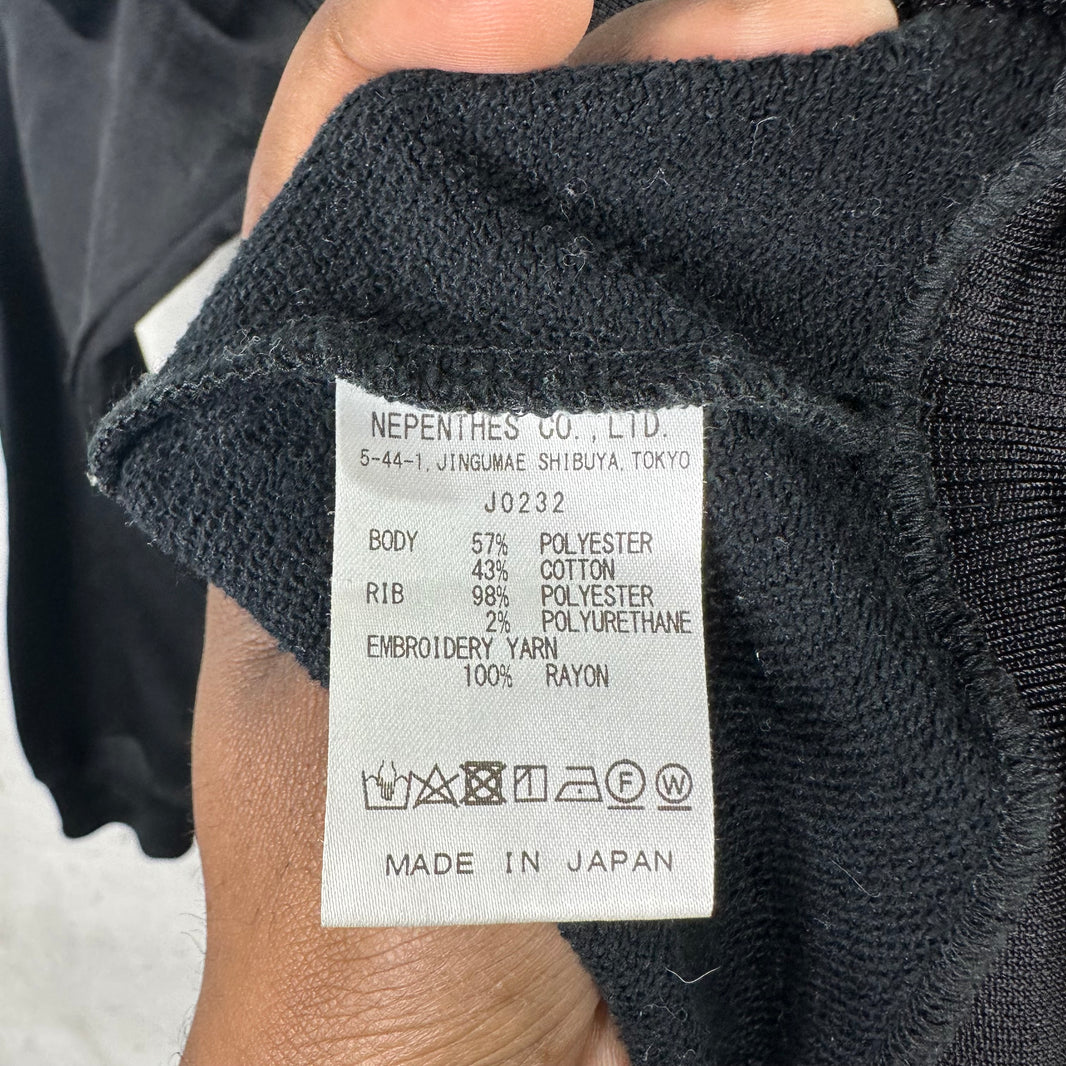 NEPENTHES CO.,LTD.
5-44-1, JINGUMAE SHIBUYA, TOKYO
J0232
BODY 57% POLYESTER
43% COTTON
RIB 98% POLYESTER
2% POLYURETHANE
EMBROIDERY YARN
100% RAYON
F W
MADE IN JAPAN